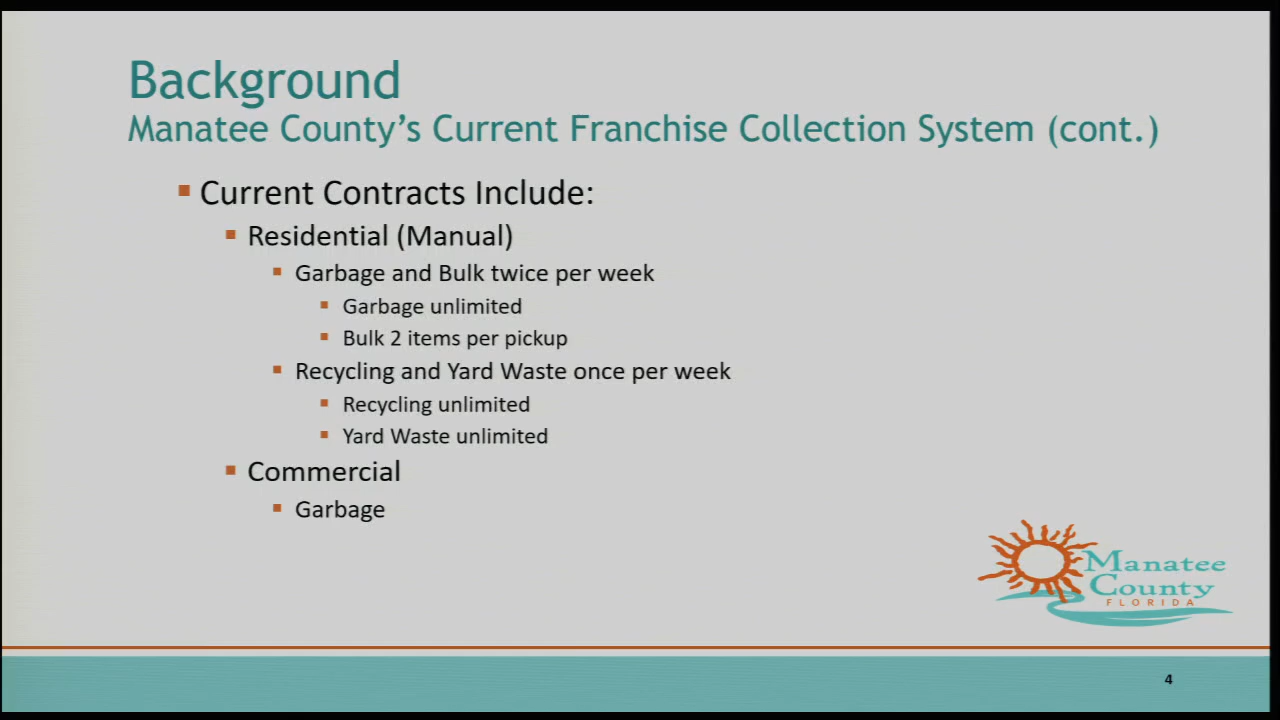 Background
Manatee County's Current Franchise Collection System (cont.)
Current Contracts Include:
Residential (Manual)
Garbage and Bulk twice per week
Garbage unlimited
Bulk 2 items per pickup
Recycling and Yard Waste once per week
Recycling unlimited
Yard Waste unlimited
Commercial
Garbage
Manatee
County
FLORIDA
4